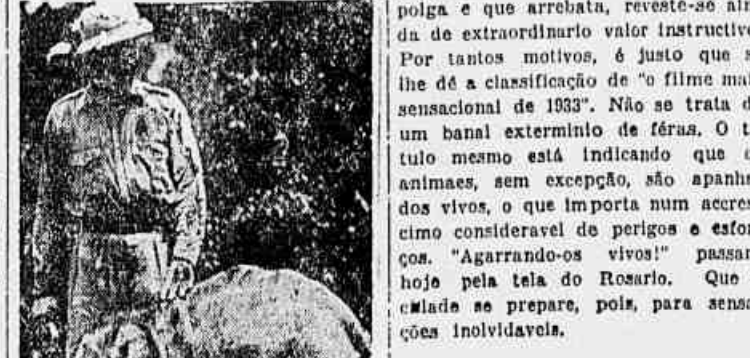 polga e que arrebata, reveste-se ain
da de extraordinario valor instructivo
Por tantos motivos, é justo que s
lhe dê a classificação de "o filme mai
sensacional de 1933". Não se trata d
um banal exterminio de féras. O t
tulo mesmo está indicando que o
animaes, sem excepção, são apanha
dos vivos, o que importa num accres
cimo consideravel de perigos e esfor
ços. "Agarrando-os vivos!" passar
hoje pela tela do Rosario. Que
se prepare, pois, para sensa
ções inolvidaveis.